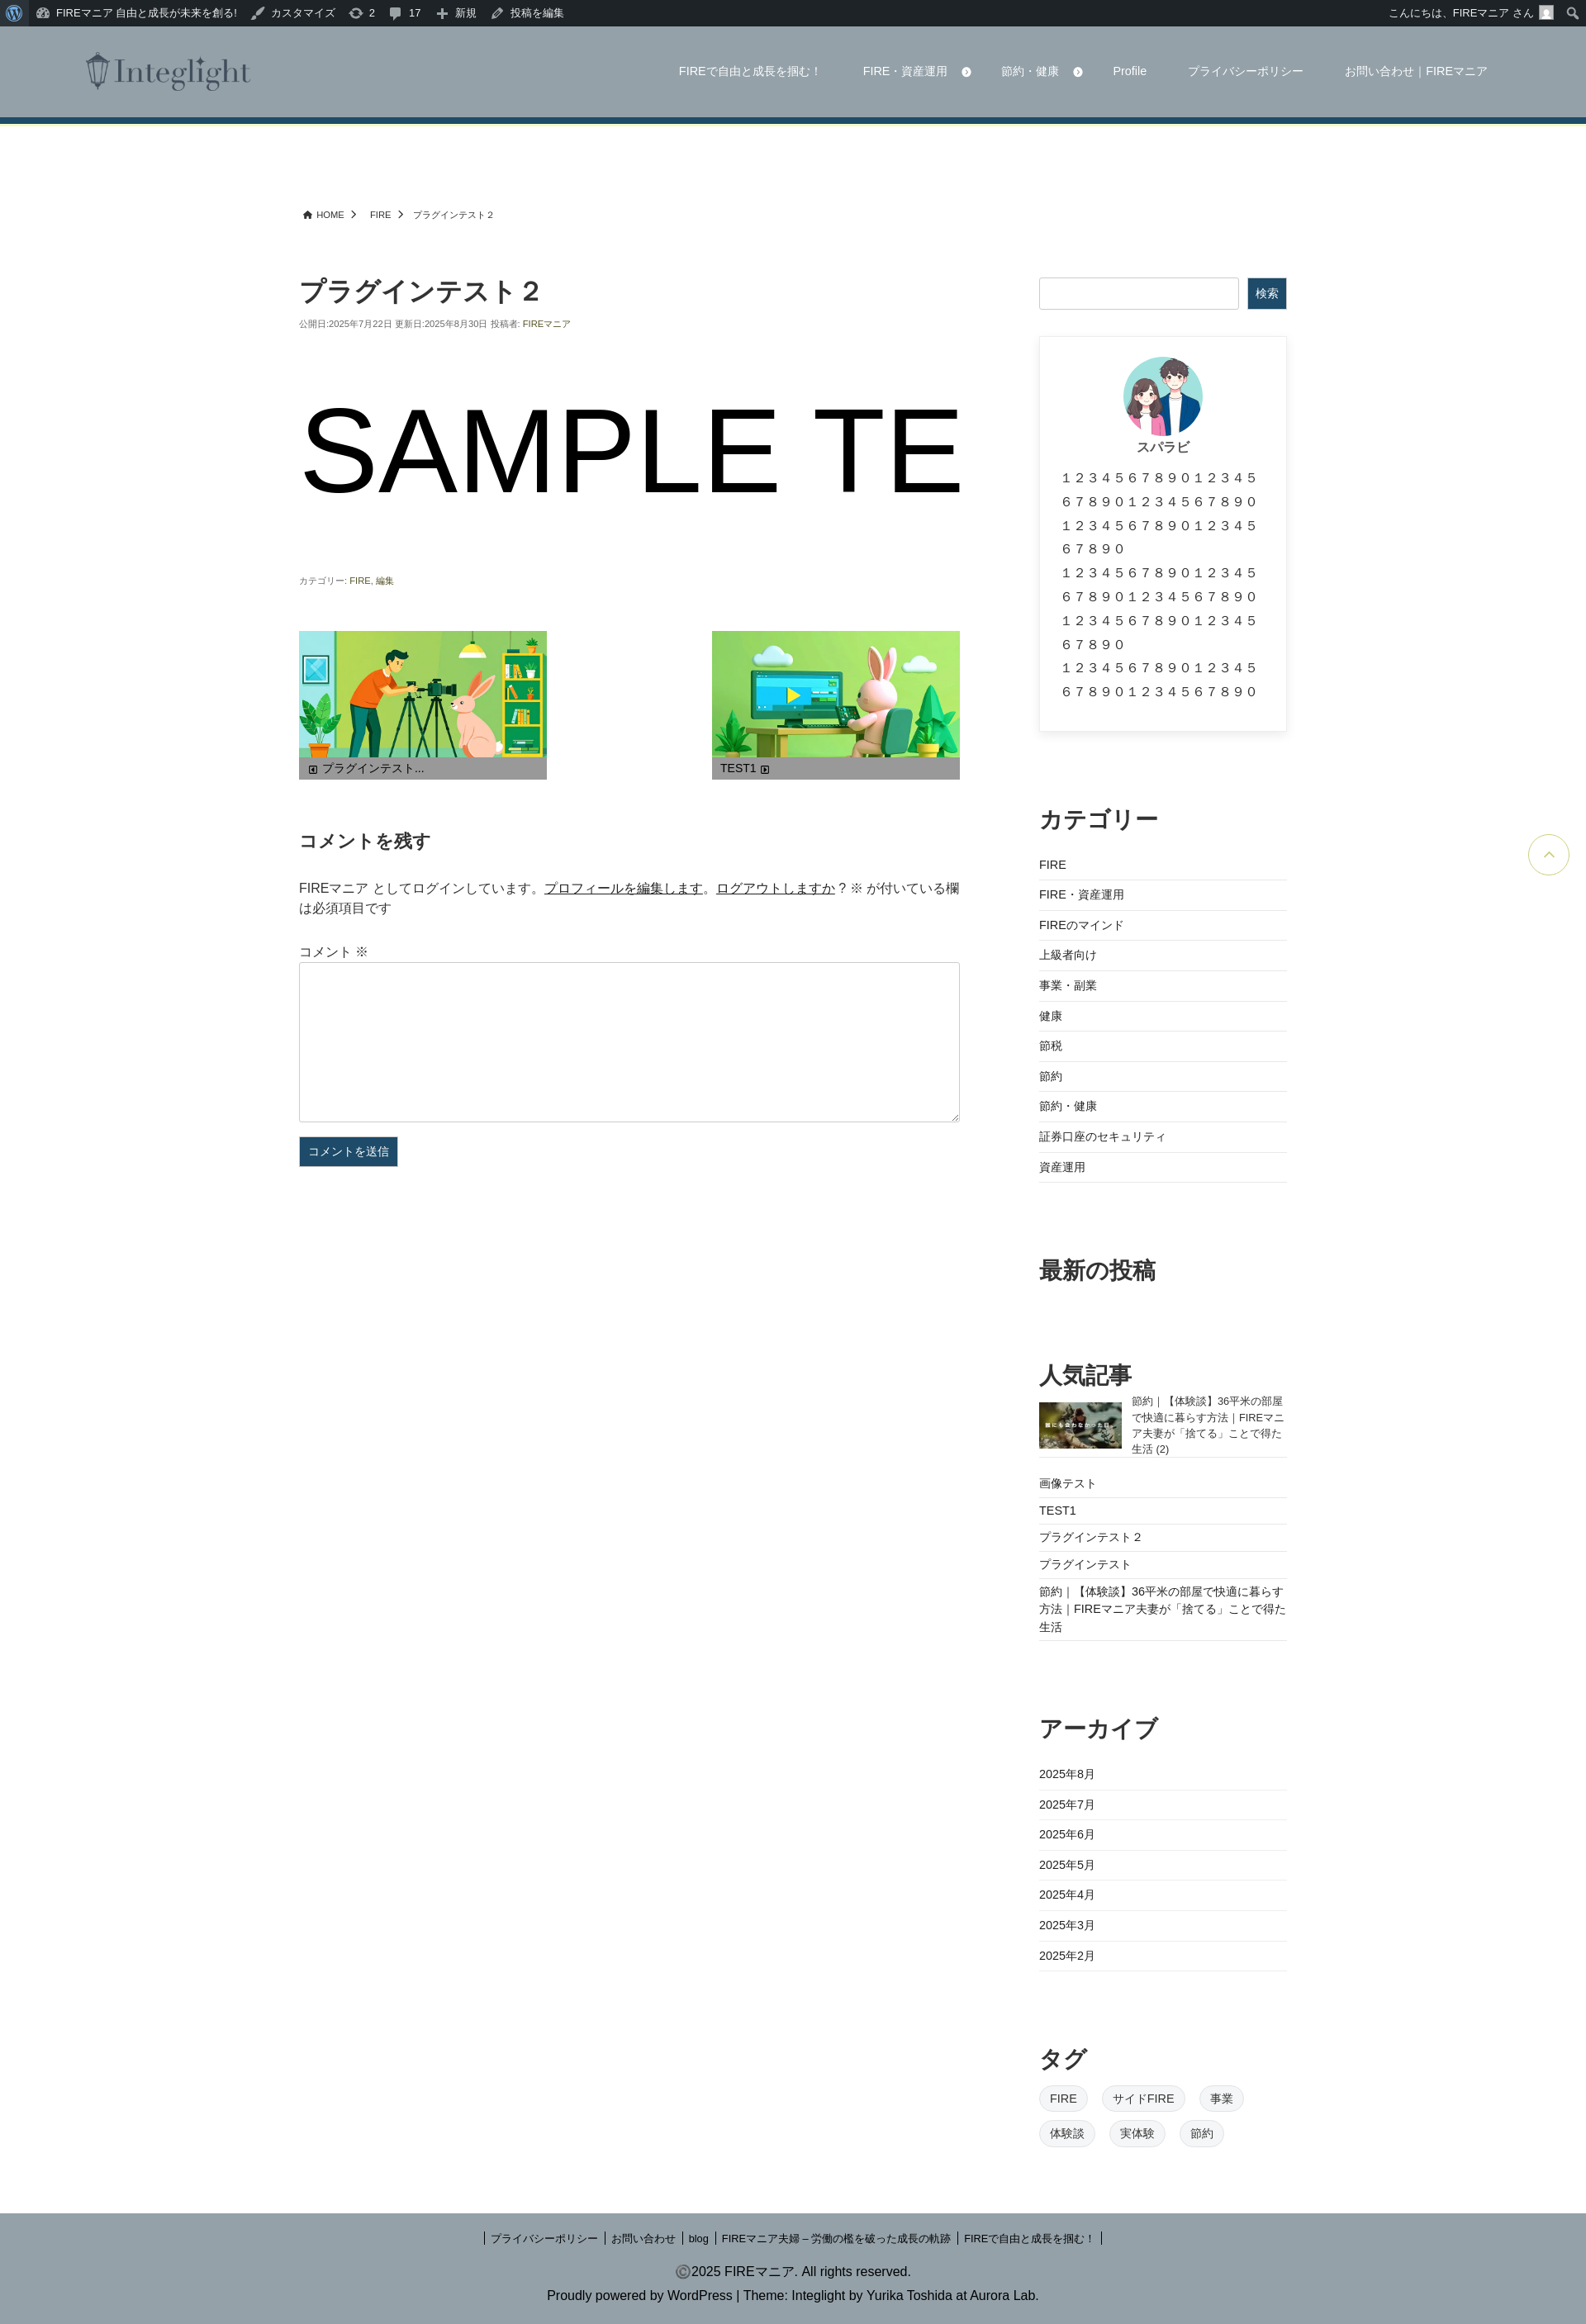 FIREマニア 自由と成長が未来を創る! カスタマイズ 2 17 新規 投稿を編集 こんにちは、FIREマニア さん
Integlight FIREで自由と成長を掴む！ FIRE・資産運用 節約・健康 Profile プライバシーポリシー お問い合わせ｜FIREマニア
HOME FIRE プラグインテスト２
プラグインテスト２
公開日:2025年7月22日 更新日:2025年8月30日 投稿者: FIREマニア
SAMPLE TE
カテゴリー: FIRE, 編集
プラグインテスト...
TEST1
コメントを残す
FIREマニア としてログインしています。プロフィールを編集します。ログアウトしますか ? ※ が付いている欄
は必須項目です
コメント ※
コメントを送信
検索
スパラビ
１２３４５６７８９０１２３４５
６７８９０１２３４５６７８９０
１２３４５６７８９０１２３４５
６７８９０
１２３４５６７８９０１２３４５
６７８９０１２３４５６７８９０
１２３４５６７８９０１２３４５
６７８９０
１２３４５６７８９０１２３４５
６７８９０１２３４５６７８９０
カテゴリー
FIRE
FIRE・資産運用
FIREのマインド
上級者向け
事業・副業
健康
節税
節約
節約・健康
証券口座のセキュリティ
資産運用
最新の投稿
人気記事
誰にも会わなかった日
節約｜【体験談】36平米の部屋
で快適に暮らす方法｜FIREマニ
ア夫妻が「捨てる」ことで得た
生活 (2)
画像テスト
TEST1
プラグインテスト２
プラグインテスト
節約｜【体験談】36平米の部屋で快適に暮らす
方法｜FIREマニア夫妻が「捨てる」ことで得た
生活
アーカイブ
2025年8月
2025年7月
2025年6月
2025年5月
2025年4月
2025年3月
2025年2月
タグ
FIRE サイドFIRE 事業
体験談 実体験 節約
プライバシーポリシー お問い合わせ blog FIREマニア夫婦 – 労働の檻を破った成長の軌跡 FIREで自由と成長を掴む！
©2025 FIREマニア. All rights reserved.
Proudly powered by WordPress | Theme: Integlight by Yurika Toshida at Aurora Lab.